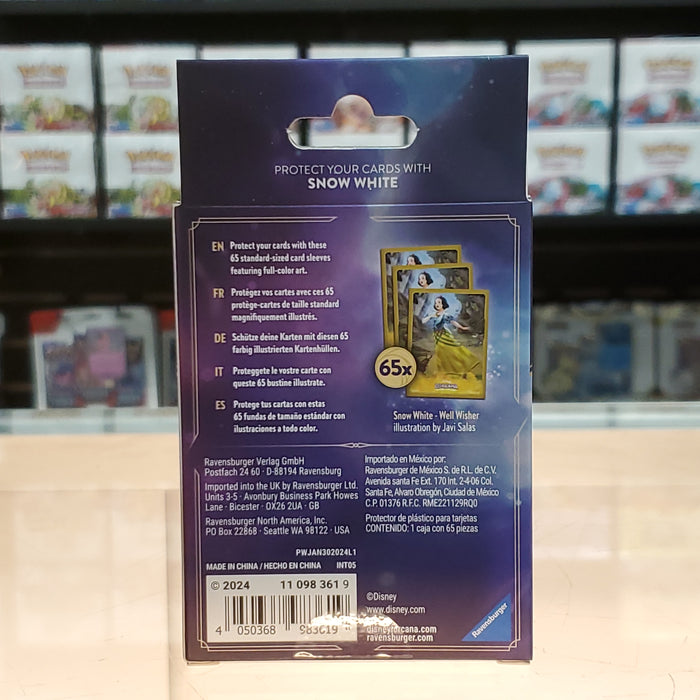 PROTECT YOUR CARDS WITH
SNOW WHITE
EN Protect your cards with these
65 standard-sized card sleeves
featuring full-color art.
FR Protégez vos cartes avec ces 65
protège-cartes de taille standard
magnifiquement illustrés.
DE Schütze deine Karten mit diesen 65
farbig illustrierten Kartenhüllen.
IT Proteggete le vostre carte con
queste 65 bustine illustrate.
ES Protege tus cartas con estas
65 fundas de tamaño estándar con
ilustraciones a todo color.
65x
Snow White - Well Wisher
illustration by Javi Salas
Ravensburger Verlag GmbH
Postfach 24 60 · D-88194 Ravensburg
Imported into the UK by Ravensburger Ltd.
Units 3-5 · Avonbury Business Park Howes
Lane · Bicester · OX26 2UA · GB
Ravensburger North America, Inc.
PO Box 22868 · Seattle WA 98122 · USA
Importado en México por:
Ravensburger de México S. de R.L. de C.V.
Avenida santa Fe Ext. 170 Int. 2-4-06 Col.
Santa Fe, Alvaro Obregón, Ciudad de México
C.P. 01376 R.F.C. RME221129RQ0
Protector de plástico para tarjetas
CONTENIDO: 1 caja con 65 piezas
PWJAN302024L1
MADE IN CHINA / HECHO EN CHINA INT05
© 2024 11 098 361 9
4 050368 983619
©Disney
www.disney.com
disneylorcana.com
ravensburger.com
Ravensburger